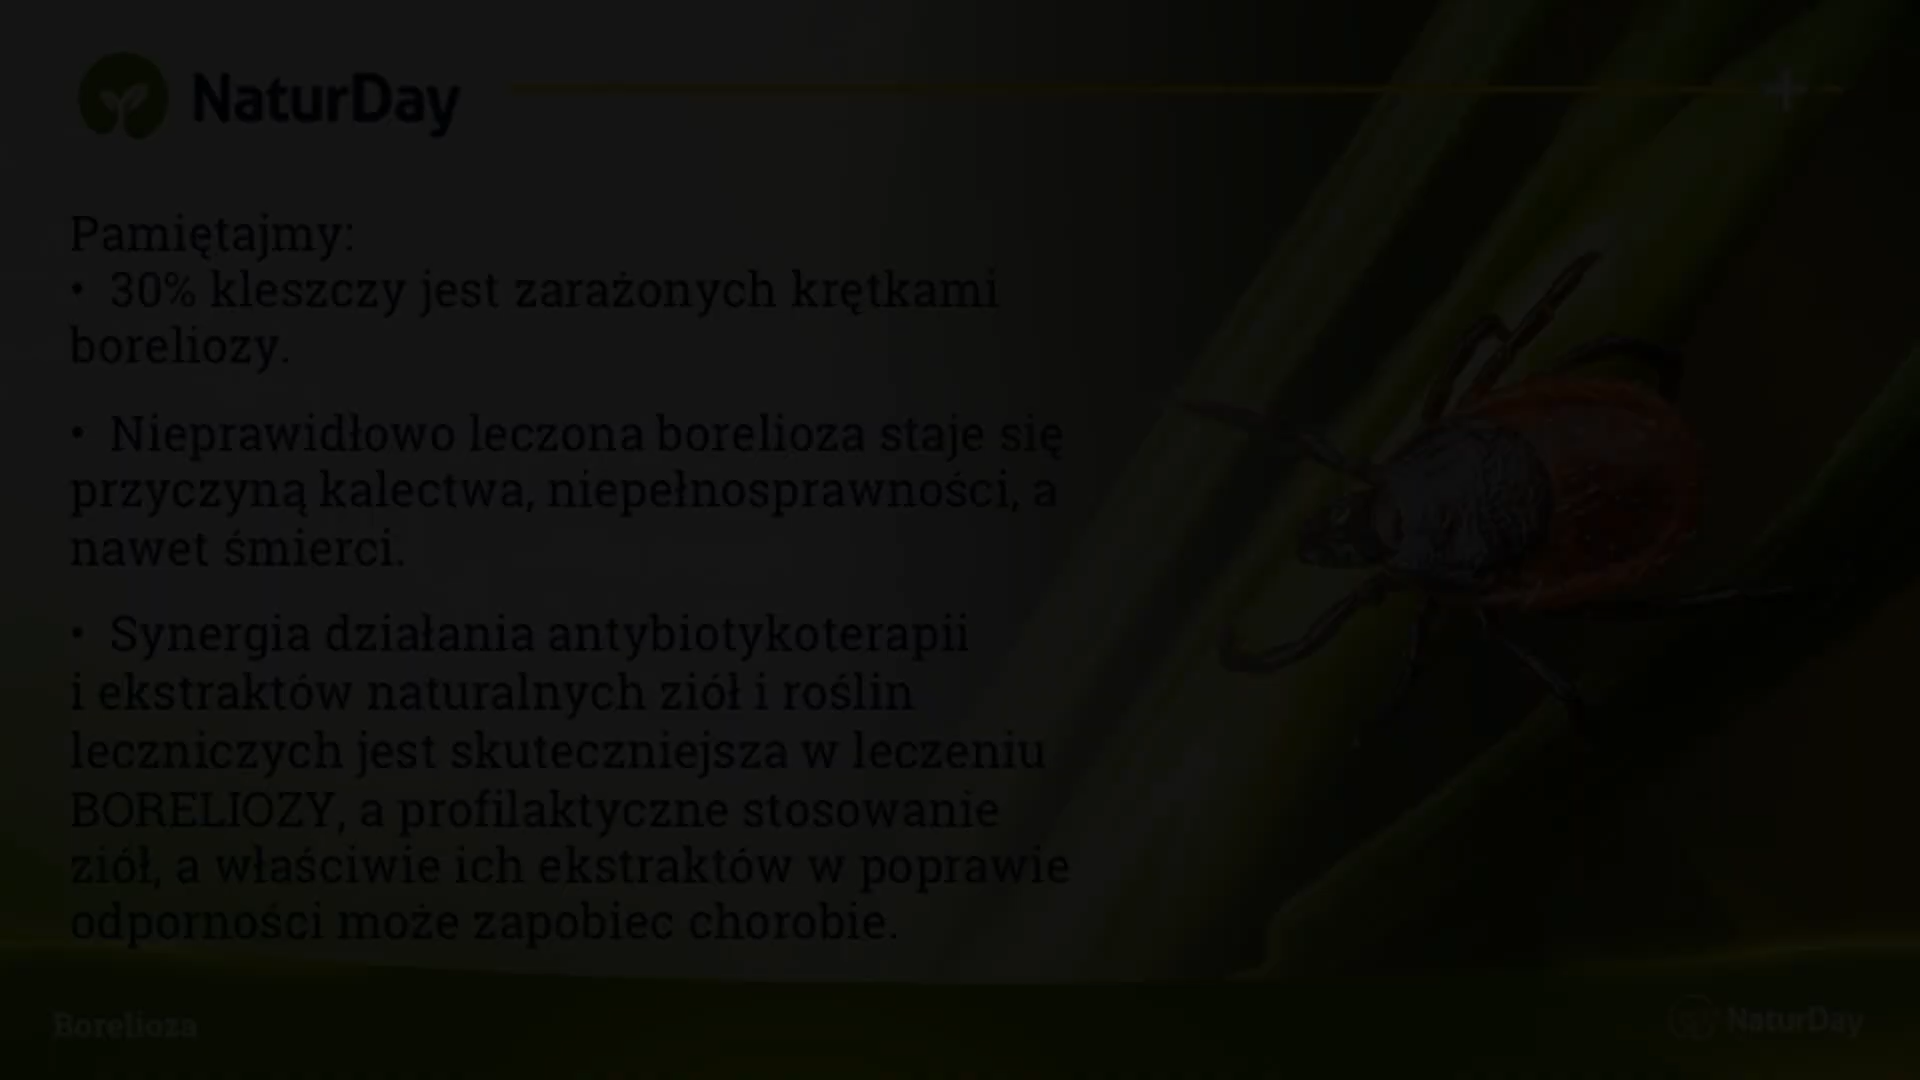 NaturDay
Pamiętajmy:
• 30% kleszczy jest zarażonych krętkami
boreliozy.
• Nieprawidłowo leczona borelioza staje się
przyczyną kalectwa, niepełnosprawności, a
nawet śmierci.
• Synergia działania antybiotykoterapii
i ekstraktów naturalnych ziół i roślin
leczniczych jest skuteczniejsza w leczeniu
BORELIOZY, a profilaktyczne stosowanie
ziół, a właściwie ich ekstraktów w poprawie
odporności może zapobiec chorobie.
Borelioza
NaturDay